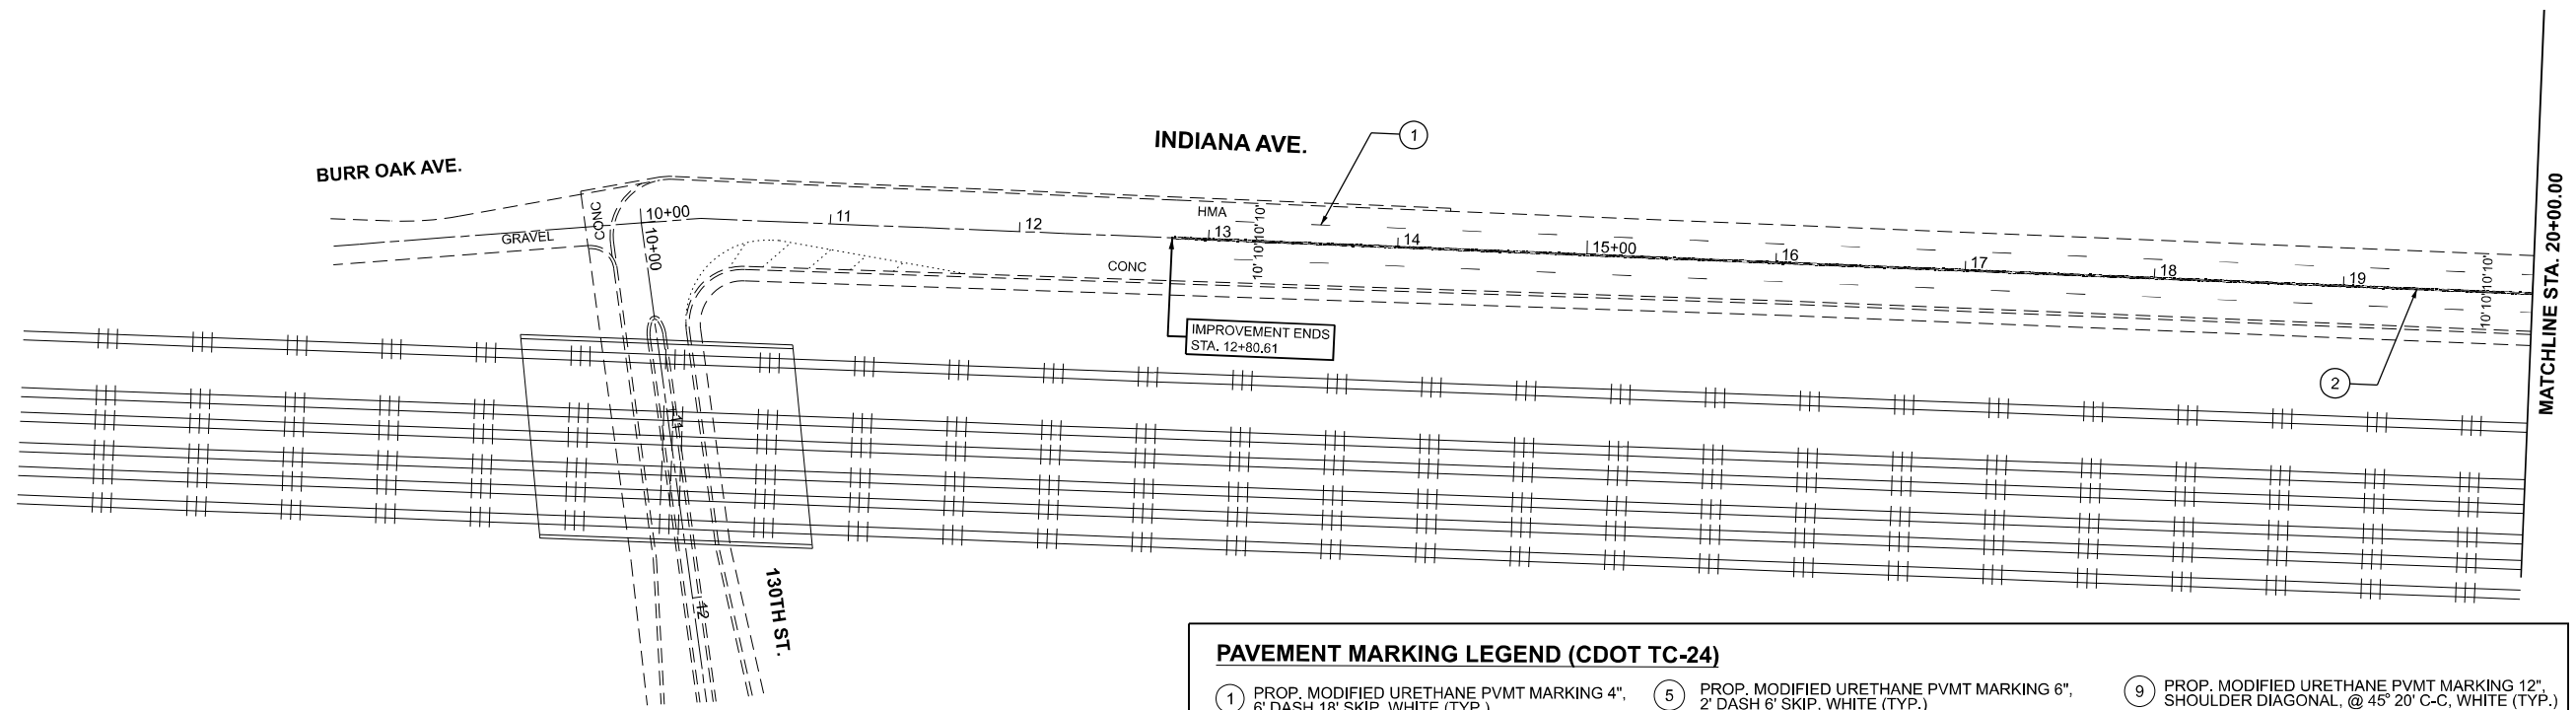 BURR OAK AVE.
INDIANA AVE.
1
CONC
GRAVEL
10+00
10+00
11
12
HMA
13
10' 10' 10' 10'
14
15+00
16
17
18
19
10' 10' 10' 10'
CONC
IMPROVEMENT ENDS
STA. 12+80.61
2
MATCHLINE STA. 20+00.00
11
12
130TH ST.
PAVEMENT MARKING LEGEND (CDOT TC-24)
1 PROP. MODIFIED URETHANE PVMT MARKING 4",
6' DASH 18' SKIP, WHITE (TYP.)
5 PROP. MODIFIED URETHANE PVMT MARKING 6",
2' DASH 6' SKIP, WHITE (TYP.)
9 PROP. MODIFIED URETHANE PVMT MARKING 12",
SHOULDER DIAGONAL, @ 45° 20' C-C, WHITE (TYP.)